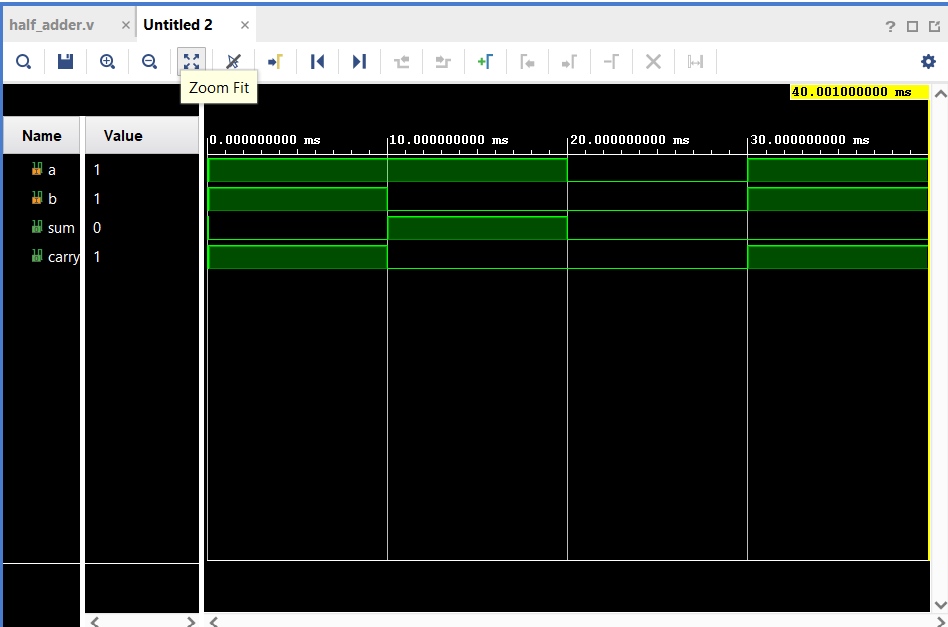 half_adder.v
Untitled 2
Zoom Fit
40.001000000 ms
Name
Value
0.000000000 ms
10.000000000 ms
20.000000000 ms
30.000000000 ms
a 1
b 1
sum 0
carry 1